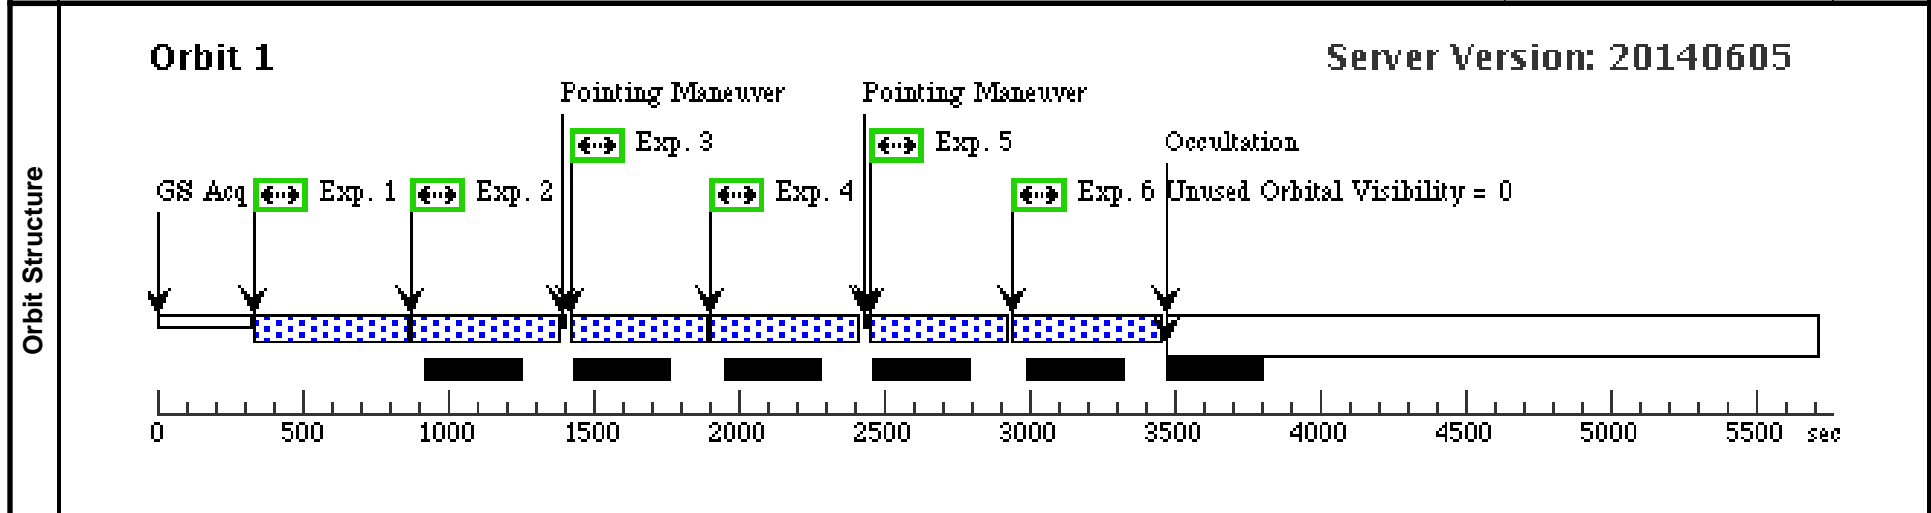 Orbit Structure
Orbit 1
Server Version: 20140605
Pointing Maneuver
Pointing Maneuver
Exp. 3
Exp. 5
Occultation
GS Acq
Exp. 1
Exp. 2
Exp. 4
Exp. 6
Unused Orbital Visibility = 0
0 500 1000 1500 2000 2500 3000 3500 4000 4500 5000 5500 sec